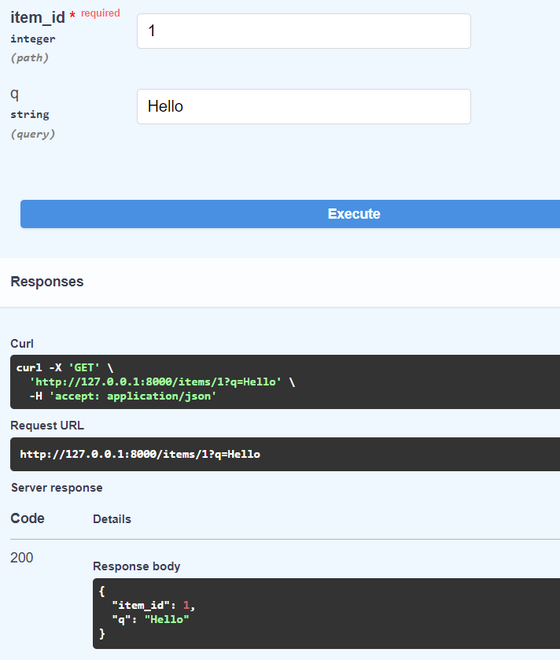 item_id * required
1
integer
(path)
q
Hello
string
(query)
Execute
Responses
Curl
curl -X 'GET' \
'http://127.0.0.1:8000/items/1?q=Hello' \
-H 'accept: application/json'
Request URL
http://127.0.0.1:8000/items/1?q=Hello
Server response
Code Details
200
Response body
{
"item_id": 1,
"q": "Hello"
}